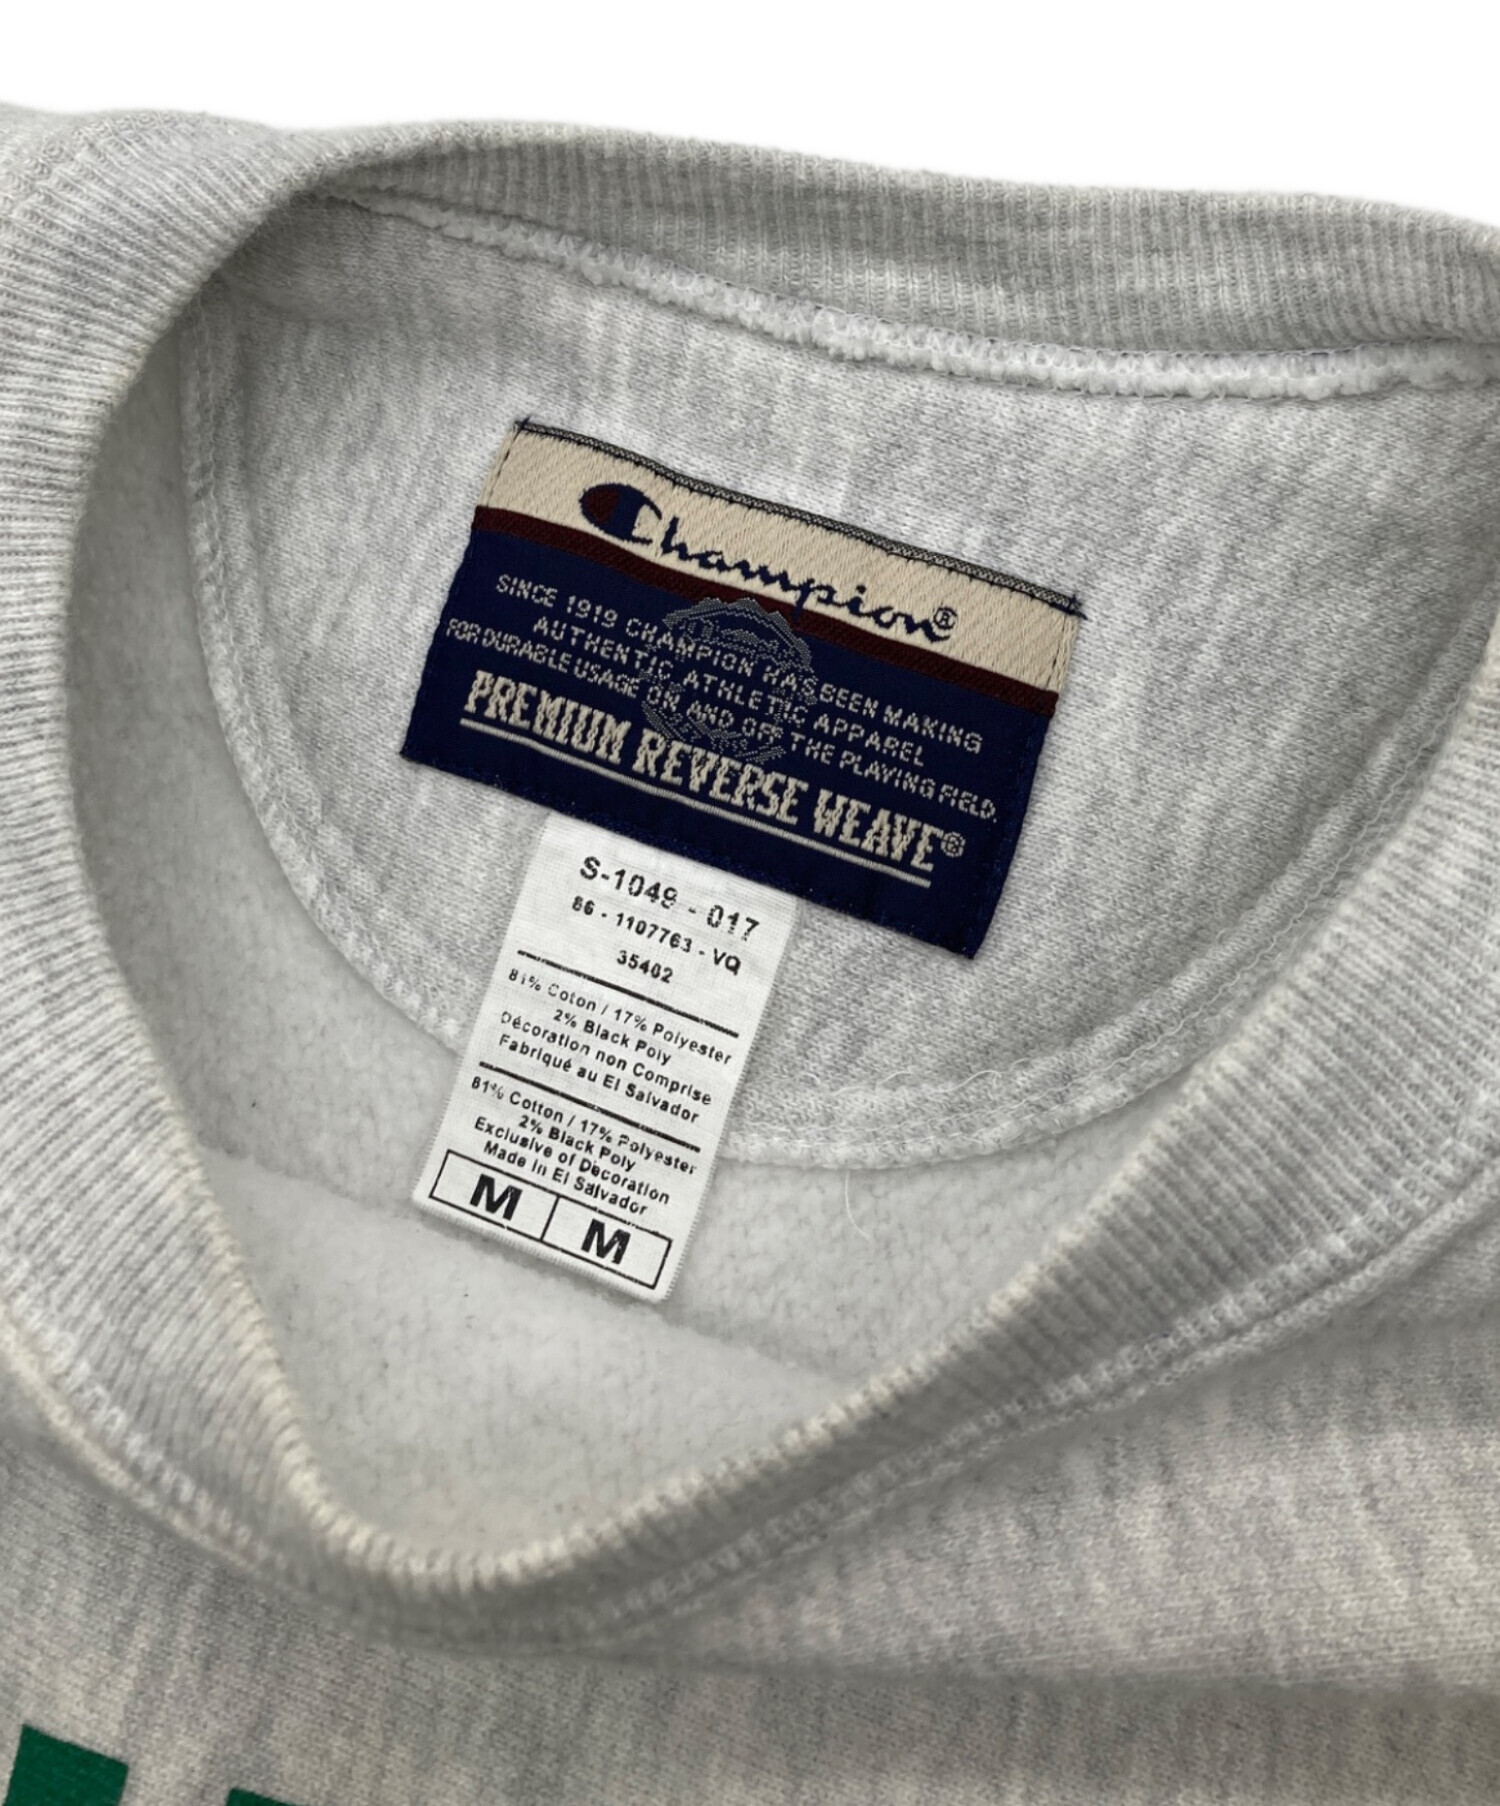 Champion®
SINCE 1919 CHAMPION HAS BEEN MAKING
AUTHENTIC ATHLETIC APPAREL
FOR DURABLE USAGE ON AND OFF THE PLAYING FIELD.
PREMIUM REVERSE WEAVE®
S-1049 - 017
86 - 1107763 - VQ
35402
81% Coton / 17% Polyester
2% Black Poly
Décoration non Comprise
Fabriqué au El Salvador
81% Cotton / 17% Polyester
2% Black Poly
Exclusive of Decoration
Made in El Salvador
M M